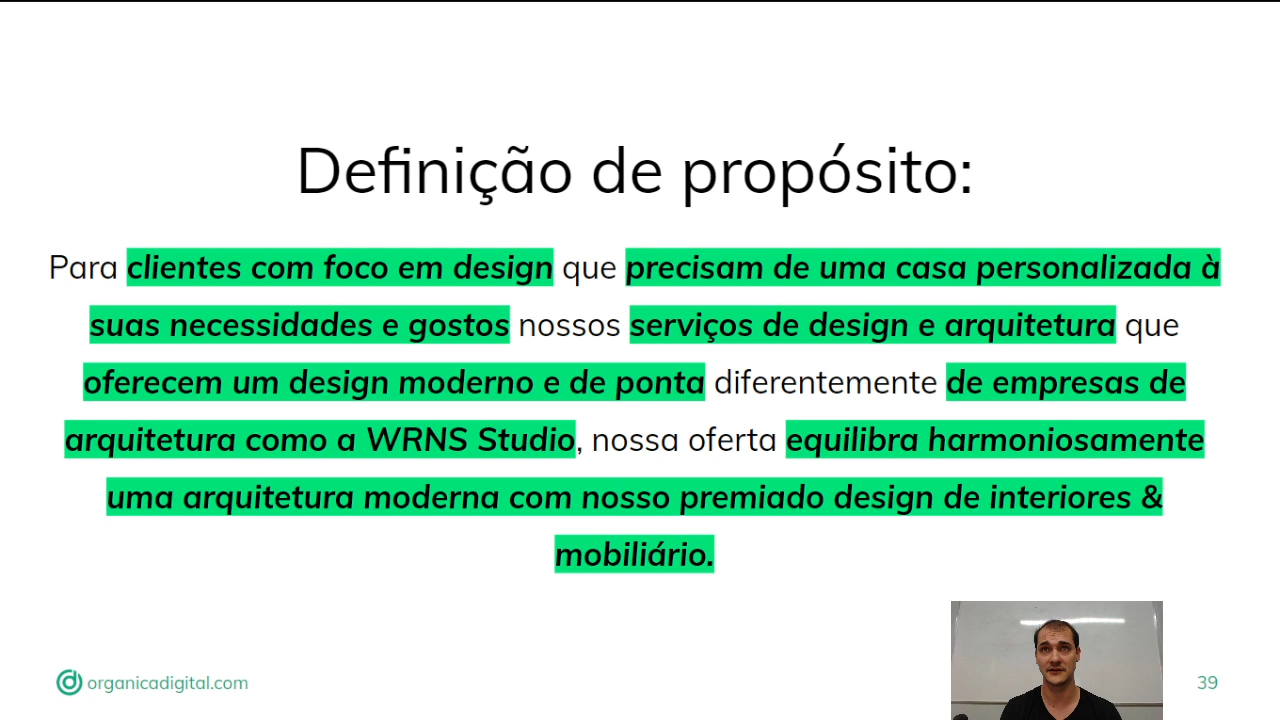 Definição de propósito:
Para clientes com foco em design que precisam de uma casa personalizada à
suas necessidades e gostos nossos serviços de design e arquitetura que
oferecem um design moderno e de ponta diferentemente de empresas de
arquitetura como a WRNS Studio, nossa oferta equilibra harmoniosamente
uma arquitetura moderna com nosso premiado design de interiores &
mobiliário.
organicadigital.com
39